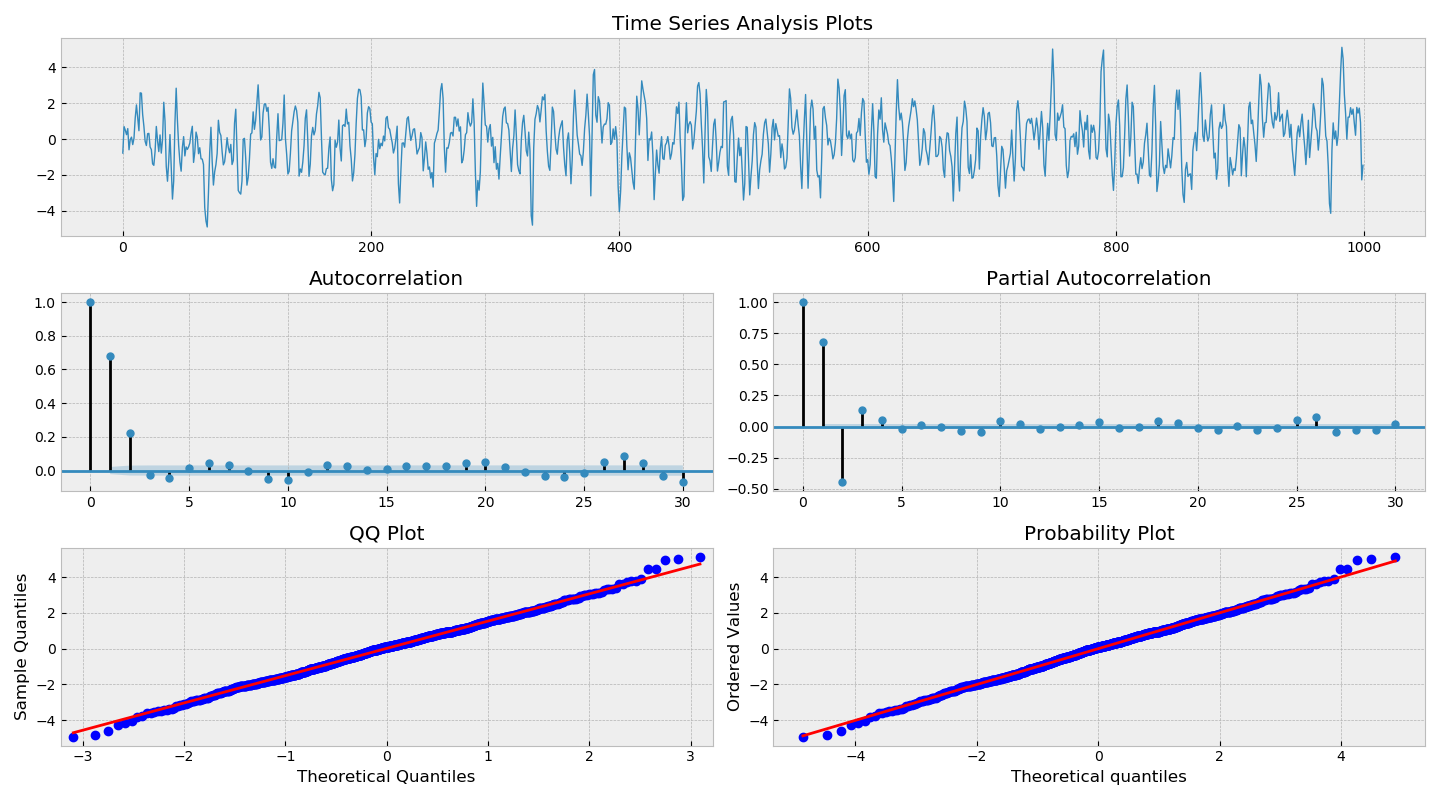 Time Series Analysis Plots
4
2
0
−2
−4
0 200 400 600 800 1000
Autocorrelation
1.0
0.8
0.6
0.4
0.2
0.0
0 5 10 15 20 25 30
Partial Autocorrelation
1.00
0.75
0.50
0.25
0.00
−0.25
−0.50
0 5 10 15 20 25 30
QQ Plot
Sample Quantiles
4
2
0
−2
−4
−3 −2 −1 0 1 2 3
Theoretical Quantiles
Probability Plot
Ordered Values
4
2
0
−2
−4
−4 −2 0 2 4
Theoretical quantiles